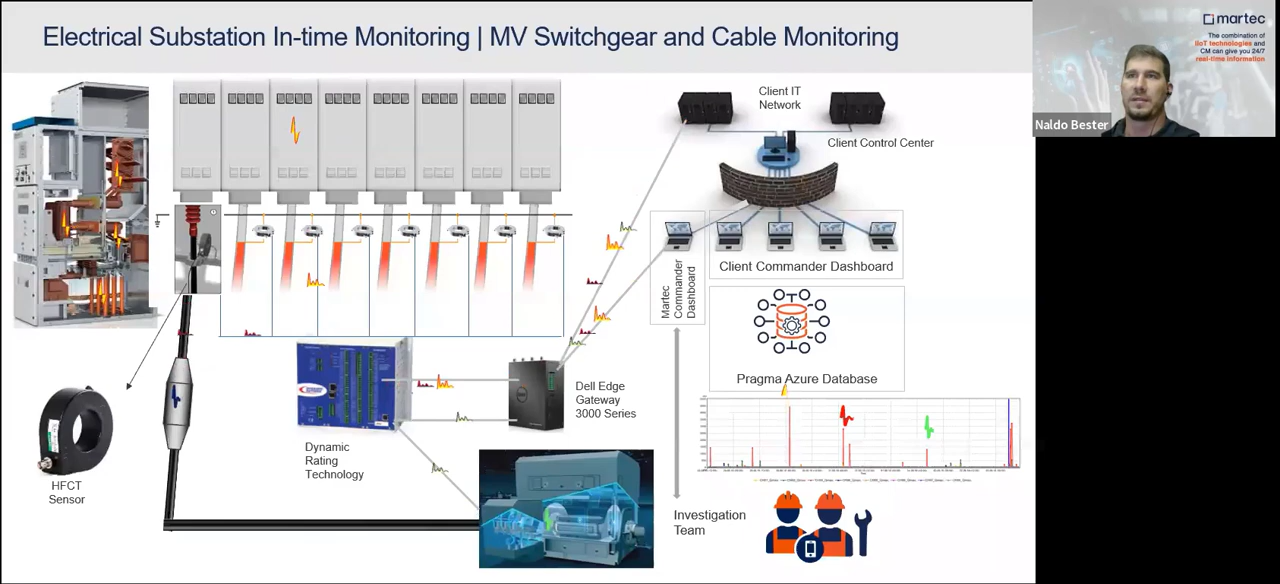 Electrical Substation In-time Monitoring | MV Switchgear and Cable Monitoring
martec
The combination of
IIoT technologies and
CM can give you 24/7
real-time information
Naldo Bester
Client IT
Network
Client Control Center
Client Commander Dashboard
Martec
Commander
Dashboard
Pragma Azure Database
Dell Edge
Gateway
3000 Series
Dynamic
Rating
Technology
HFCT
Sensor
Investigation
Team